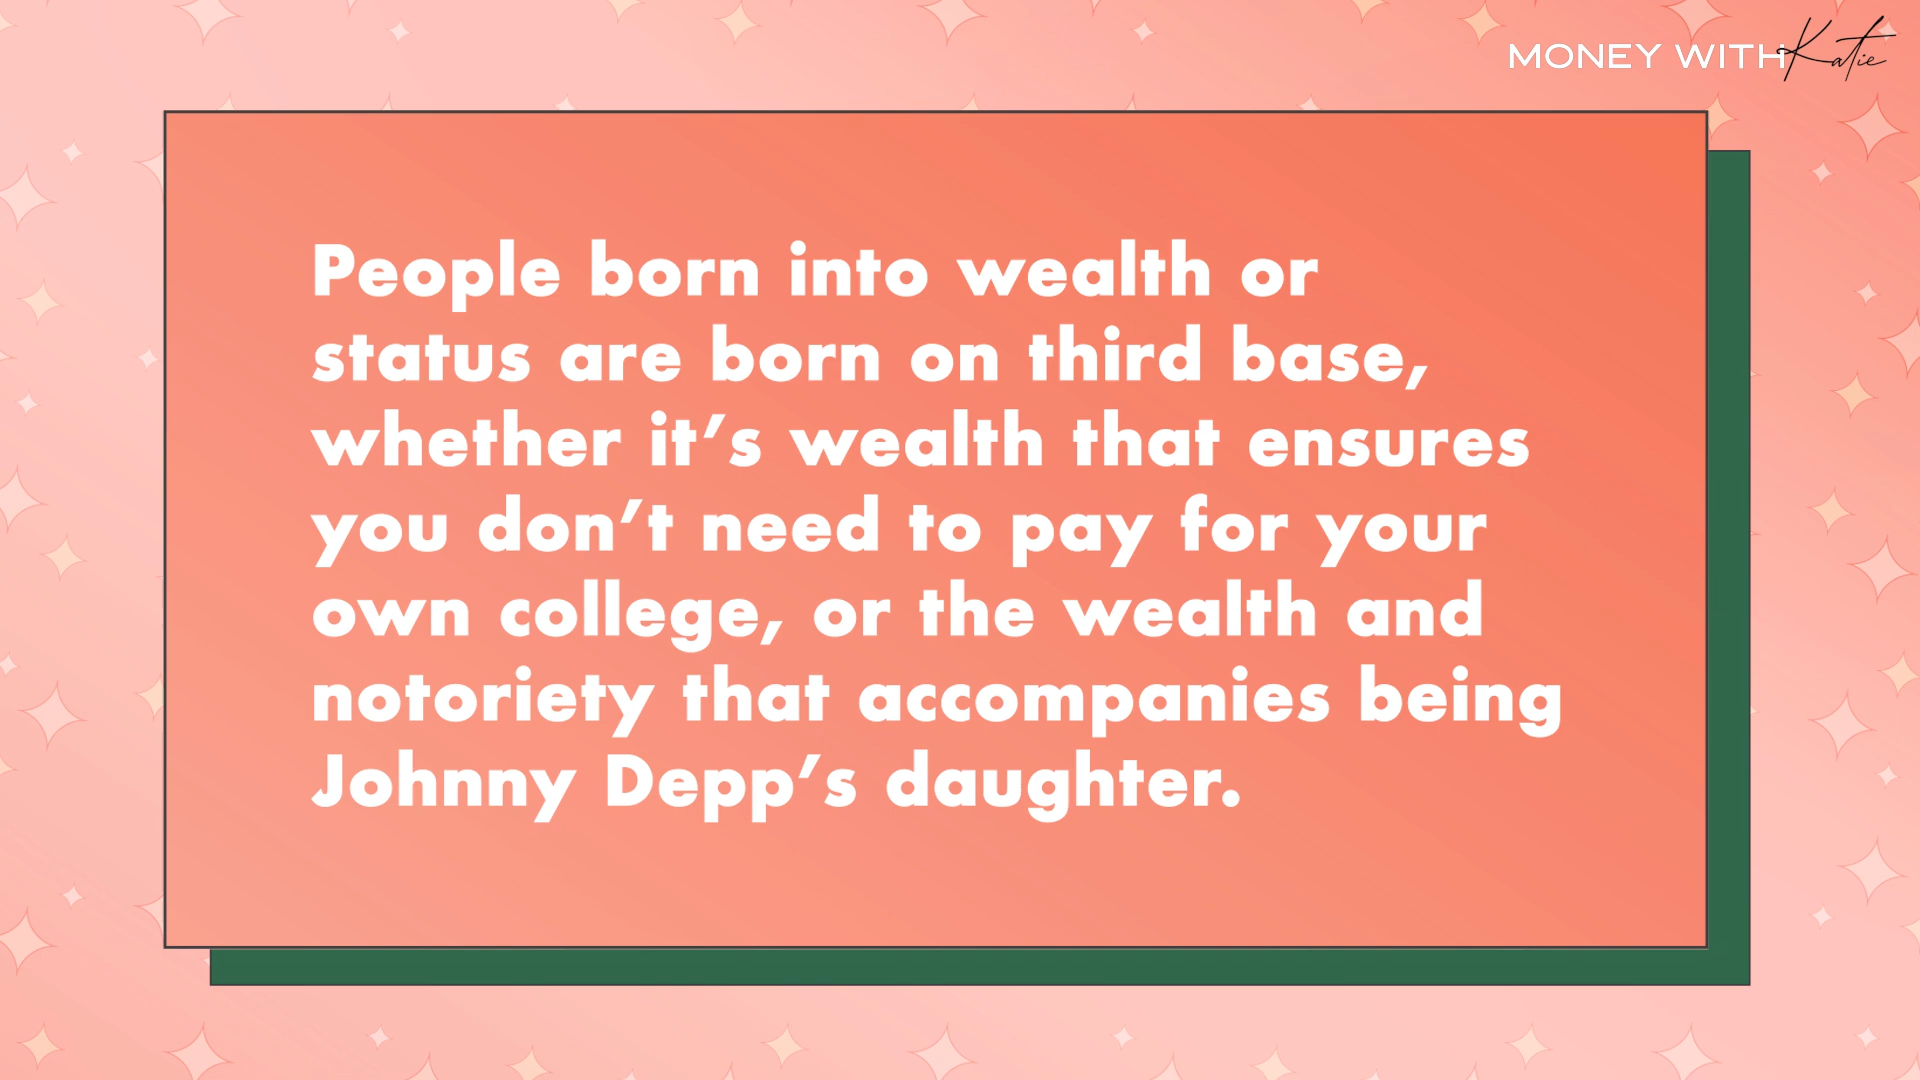 MONEY WITH Katie
People born into wealth or
status are born on third base,
whether it’s wealth that ensures
you don’t need to pay for your
own college, or the wealth and
notoriety that accompanies being
Johnny Depp’s daughter.